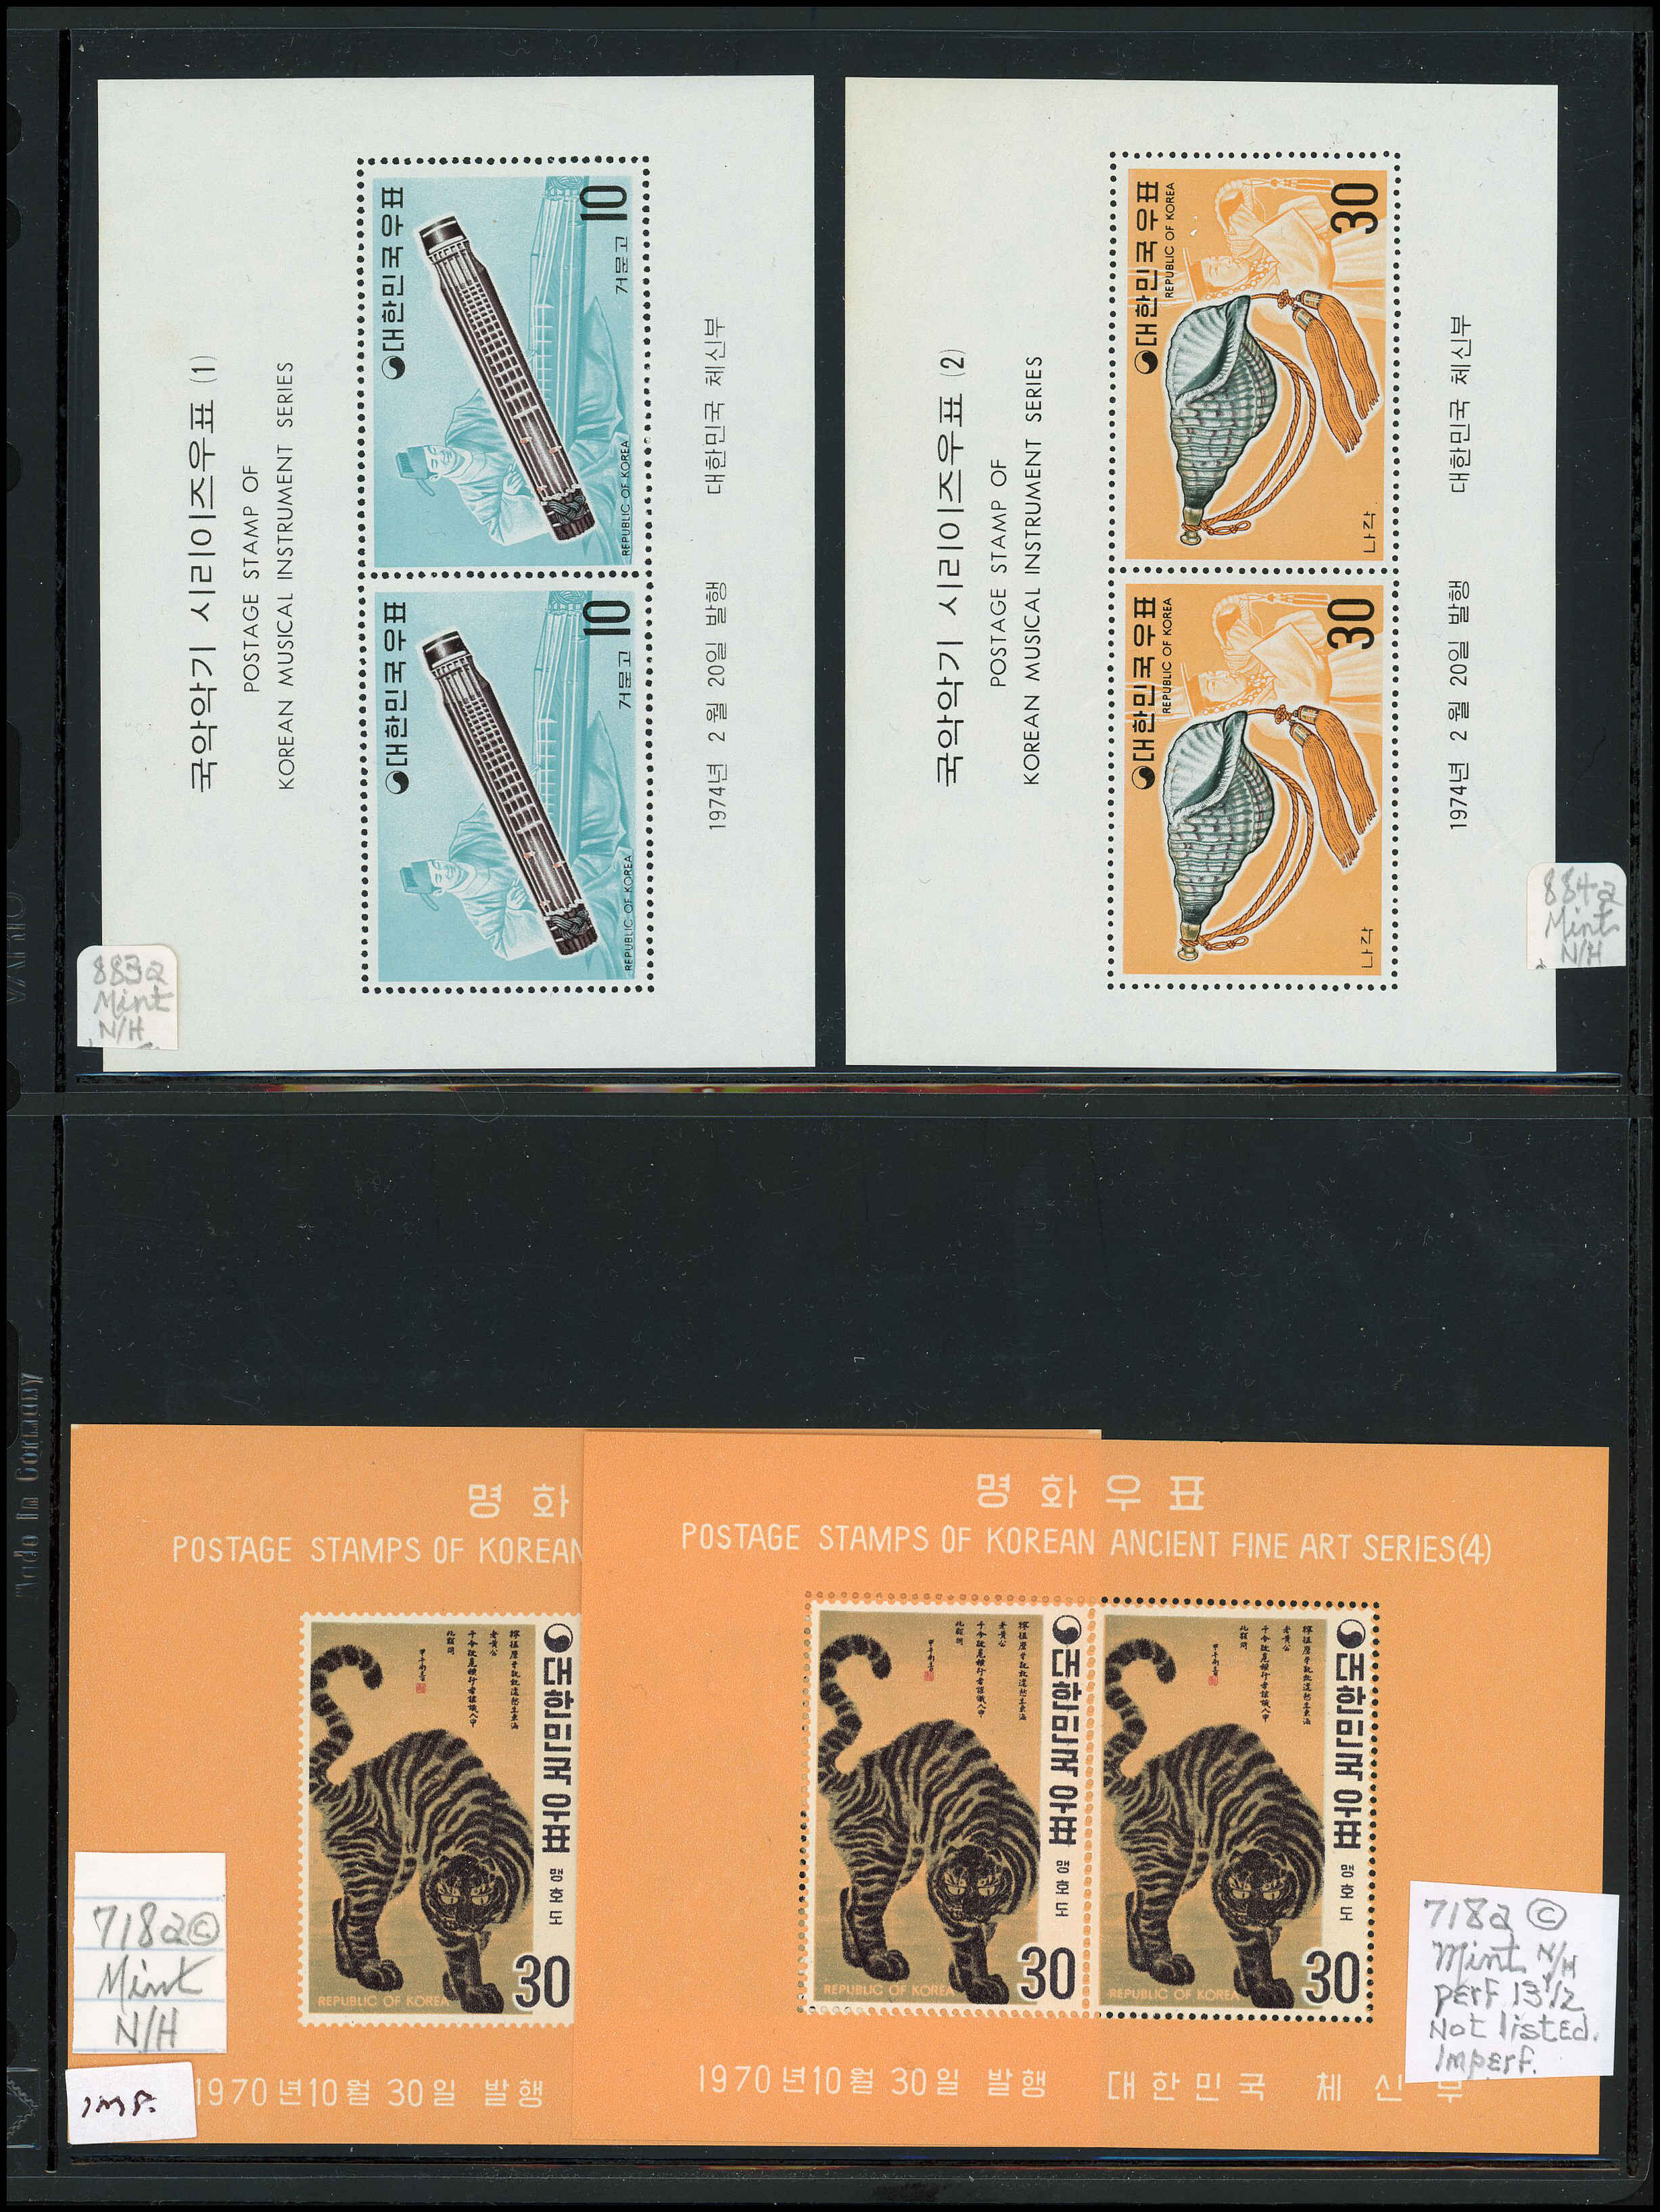 국악악기 시리이즈우표 (1)
POSTAGE STAMP OF
KOREAN MUSICAL INSTRUMENT SERIES
대한민국우표
10
거문고
REPUBLIC OF KOREA
대한민국우표
10
거문고
REPUBLIC OF KOREA
1974년 2월 20일 발행 대한민국 체신부
883a
Mint
N/H
국악악기 시리이즈우표 (2)
POSTAGE STAMP OF
KOREAN MUSICAL INSTRUMENT SERIES
대한민국우표
REPUBLIC OF KOREA
30
나각
대한민국우표
REPUBLIC OF KOREA
30
나각
1974년 2월 20일 발행 대한민국 체신부
884a
Mint
N/H
Made in Germany
명화
POSTAGE STAMPS OF KOREAN
대한민국우표
맹호도
30
REPUBLIC OF KOREA
1970년10월 30일 발행
718a ©
Mint
N/H
IMP.
명화우표
POSTAGE STAMPS OF KOREAN ANCIENT FINE ART SERIES(4)
대한민국우표
맹호도
30
REPUBLIC OF KOREA
대한민국우표
맹호도
30
REPUBLIC OF KOREA
1970년10월 30일 발행 대한민국 체신부
718a ©
Mint N/H
perf 13 1/2
Not listed.
Imperf.